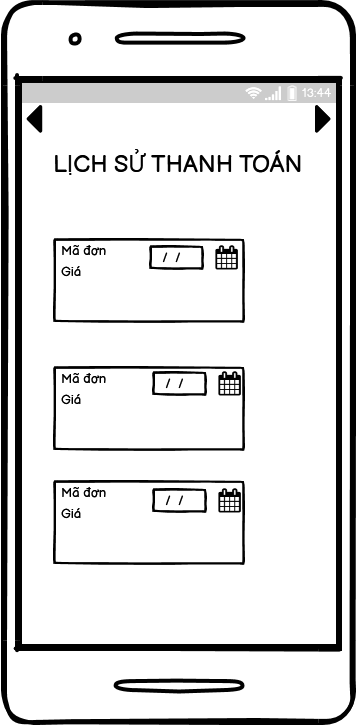 13:44
LỊCH SỬ THANH TOÁN
Mã đơn / /
Giá
Mã đơn / /
Giá
Mã đơn / /
Giá